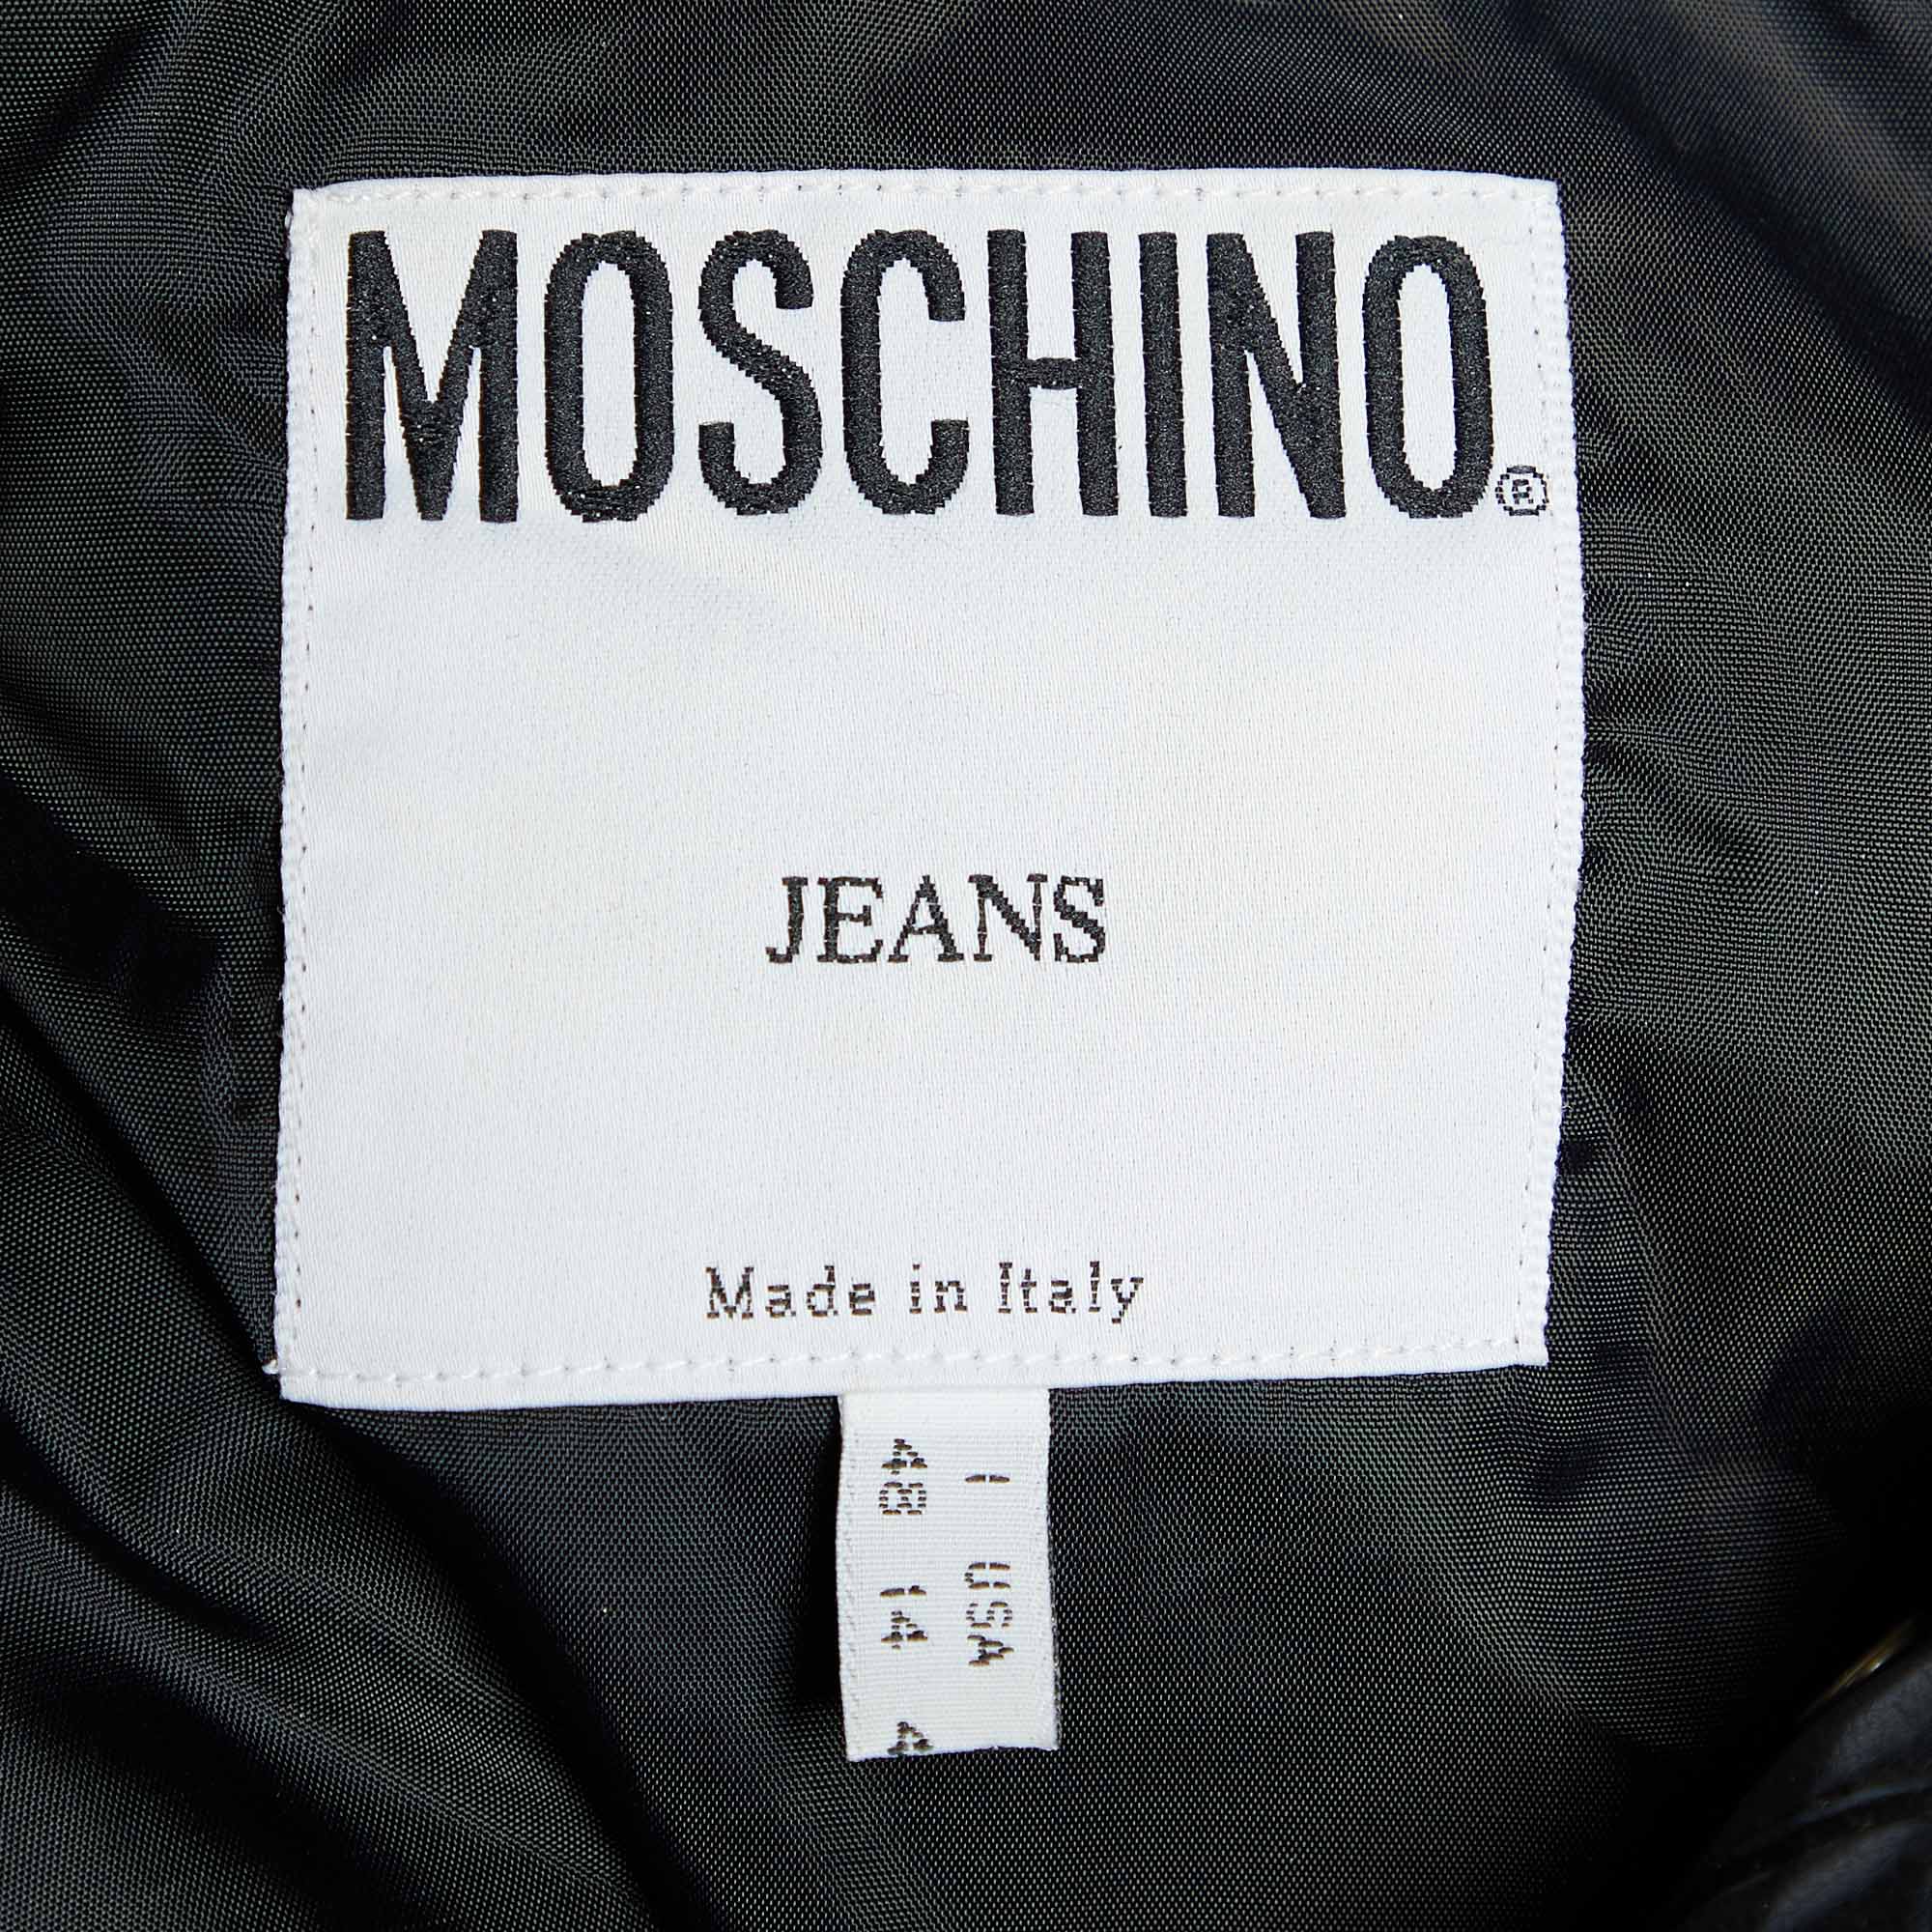 MOSCHINO®
JEANS
Made in Italy
I USA
48 14